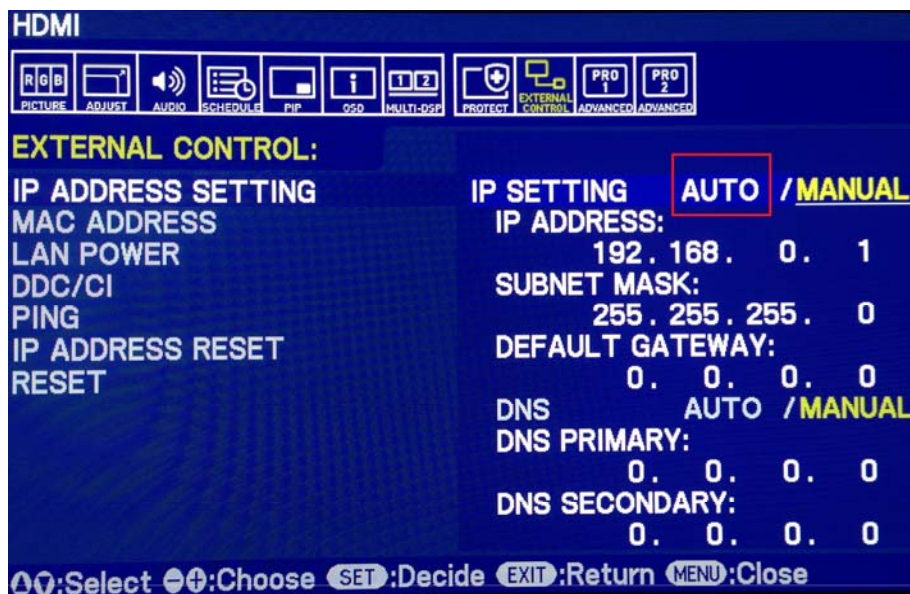 HDMI
RGB PICTURE ADJUST AUDIO SCHEDULE PIP i OSD 1 2 MULTI-DSP PROTECT EXTERNAL CONTROL PRO 1 ADVANCED PRO 2 ADVANCED
EXTERNAL CONTROL:
IP ADDRESS SETTING IP SETTING AUTO /MANUAL
MAC ADDRESS IP ADDRESS:
LAN POWER 192. 168. 0. 1
DDC/CI SUBNET MASK:
PING 255. 255. 255. 0
IP ADDRESS RESET DEFAULT GATEWAY:
RESET 0. 0. 0. 0
DNS AUTO /MANUAL
DNS PRIMARY:
0. 0. 0. 0
DNS SECONDARY:
0. 0. 0. 0
:Select :Choose SET:Decide EXIT:Return MENU:Close